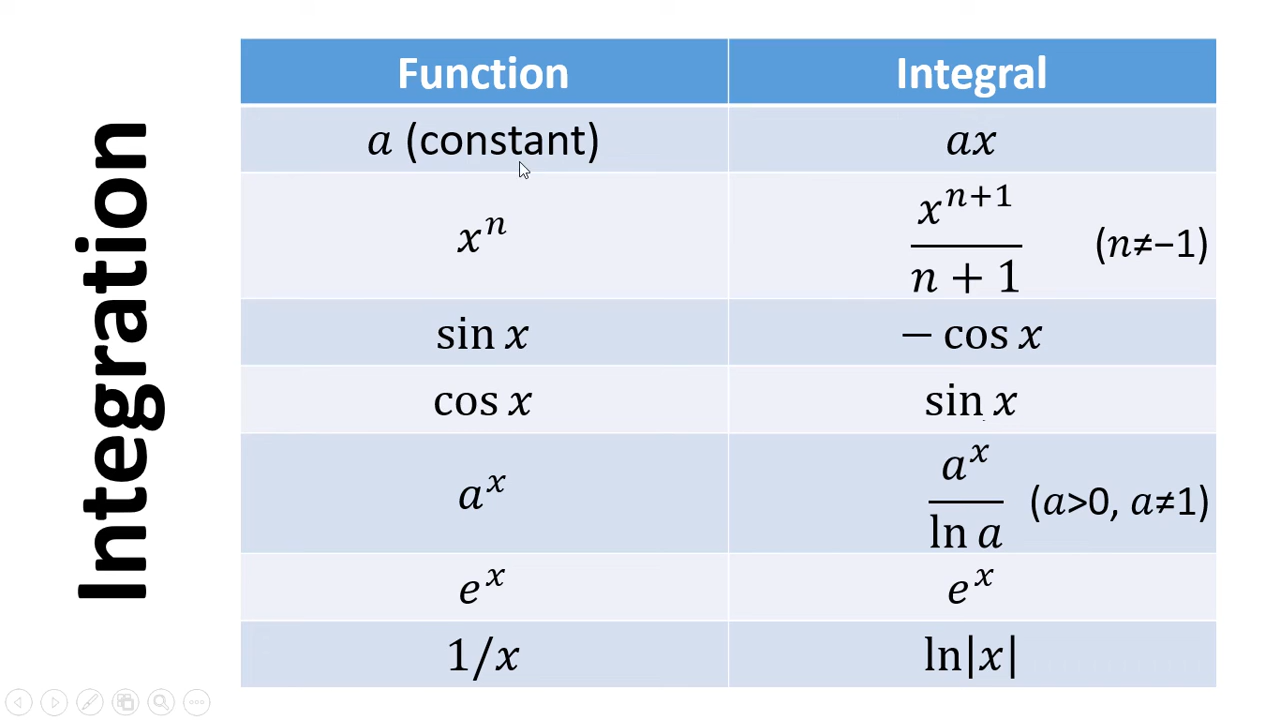 Integration
Function Integral
a (constant) ax
xⁿ xⁿ⁺¹/n + 1 (n≠−1)
sin x − cos x
cos x sin x
aˣ aˣ/ln a (a>0, a≠1)
eˣ eˣ
1/x ln|x|